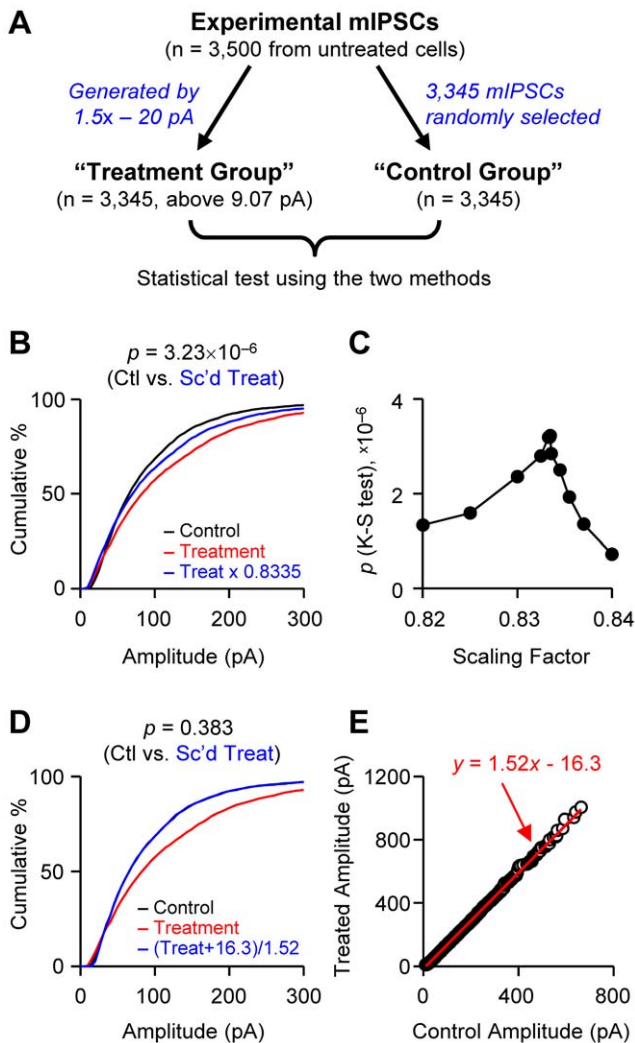 A
Experimental mIPSCs
(n = 3,500 from untreated cells)
Generated by
1.5x – 20 pA
3,345 mIPSCs
randomly selected
“Treatment Group”
(n = 3,345, above 9.07 pA)
“Control Group”
(n = 3,345)
Statistical test using the two methods
B
p = 3.23×10⁻⁶
(Ctl vs. Sc'd Treat)
100
50
0
Cumulative %
– Control
– Treatment
– Treat x 0.8335
0
100
200
300
Amplitude (pA)
C
4
2
0
p (K-S test), ×10⁻⁶
0.82
0.83
0.84
Scaling Factor
D
p = 0.383
(Ctl vs. Sc'd Treat)
100
50
0
Cumulative %
– Control
– Treatment
– (Treat+16.3)/1.52
0
100
200
300
Amplitude (pA)
E
1200
800
400
0
Treated Amplitude (pA)
y = 1.52x - 16.3
0
400
800
Control Amplitude (pA)